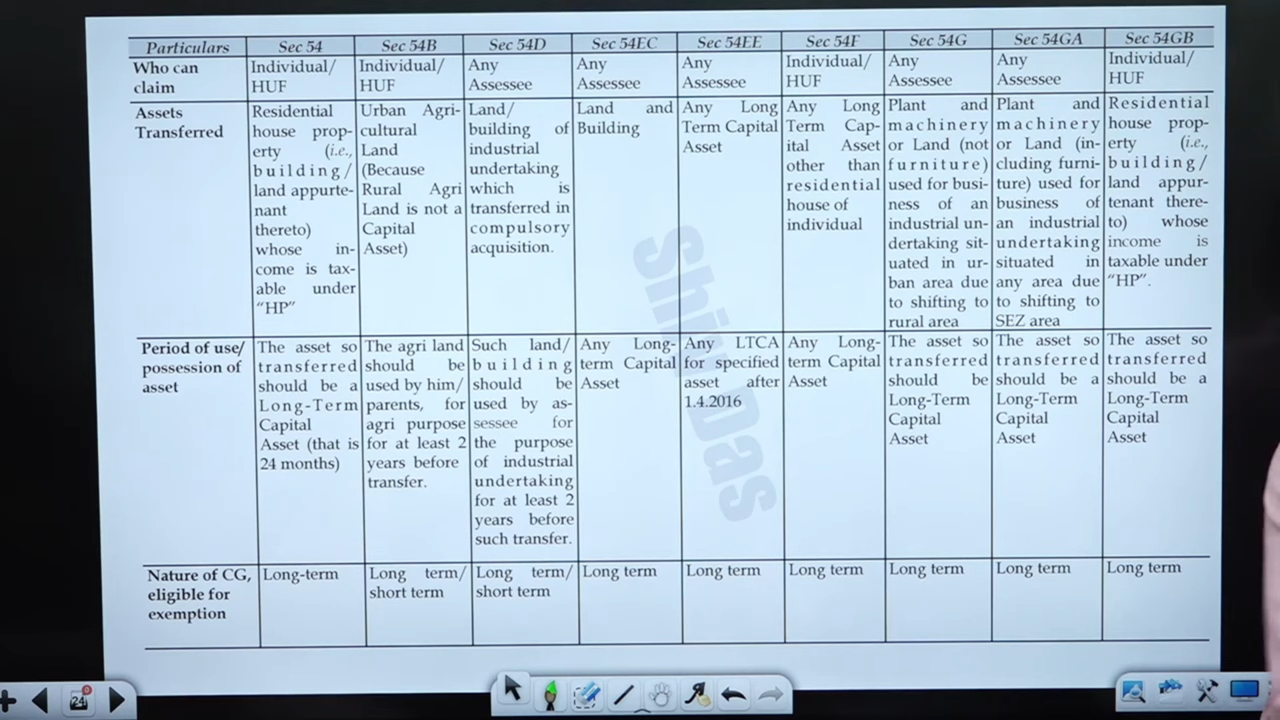 Particulars Sec 54 Sec 54B Sec 54D Sec 54EC Sec 54EE Sec 54F Sec 54G Sec 54GA Sec 54GB
Who can
claim
Individual/
HUF
Individual/
HUF
Any
Assessee
Any
Assessee
Any
Assessee
Individual/
HUF
Any
Assessee
Any
Assessee
Individual/
HUF
Assets
Transferred
Residential
house prop-
erty (i.e.,
building/
land appurte-
nant
thereto)
whose in-
come is tax-
able under
“HP”
Urban Agri-
cultural
Land
(Because
Rural Agri
Land is not a
Capital
Asset)
Land/
building of
industrial
undertaking
which is
transferred in
compulsory
acquisition.
Land and
Building
Any Long
Term Capital
Asset
Any Long
Term Cap-
ital Asset
other than
residential
house of
individual
Plant and
machinery
or Land (not
furniture)
used for busi-
ness of an
industrial un-
dertaking sit-
uated in ur-
ban area due
to shifting to
rural area
Plant and
machinery
or Land (in-
cluding furni-
ture) used for
business of
an industrial
undertaking
situated in
any area due
to shifting to
SEZ area
Residential
house prop-
erty (i.e.,
building/
land appur-
tenant there-
to) whose
income is
taxable under
“HP”.
Period of use/
possession of
asset
The asset so
transferred
should be a
Long-Term
Capital
Asset (that is
24 months)
The agri land
should be
used by him/
parents, for
agri purpose
for at least 2
years before
transfer.
Such land/
building
should be
used by as-
sessee for
the purpose
of industrial
undertaking
for at least 2
years before
such transfer.
Any Long-
term Capital
Asset
Any LTCA
for specified
asset after
1.4.2016
Any Long-
term Capital
Asset
The asset so
transferred
should be
Long-Term
Capital
Asset
The asset so
transferred
should be a
Long-Term
Capital
Asset
The asset so
transferred
should be a
Long-Term
Capital
Asset
Nature of CG,
eligible for
exemption
Long-term
Long term/
short term
Long term/
short term
Long term
Long term
Long term
Long term
Long term
Long term
Das
24